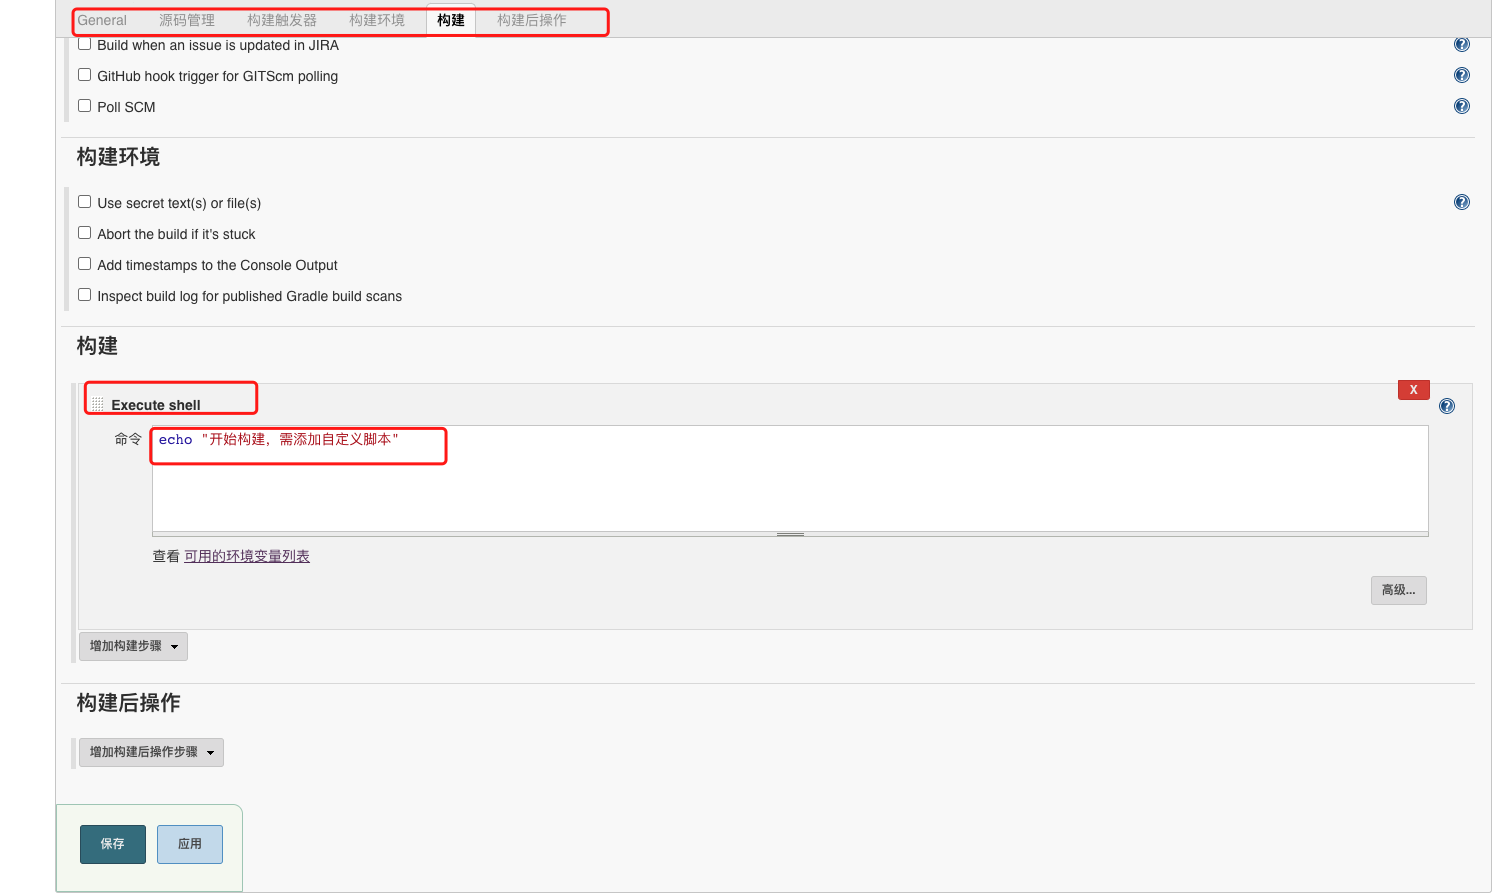 General 源码管理 构建触发器 构建环境 构建 构建后操作
Build when an issue is updated in JIRA
GitHub hook trigger for GITScm polling
Poll SCM
构建环境
Use secret text(s) or file(s)
Abort the build if it's stuck
Add timestamps to the Console Output
Inspect build log for published Gradle build scans
构建
X
Execute shell
命令 echo "开始构建，需添加自定义脚本"
查看 可用的环境变量列表
高级...
增加构建步骤
构建后操作
增加构建后操作步骤
保存 应用